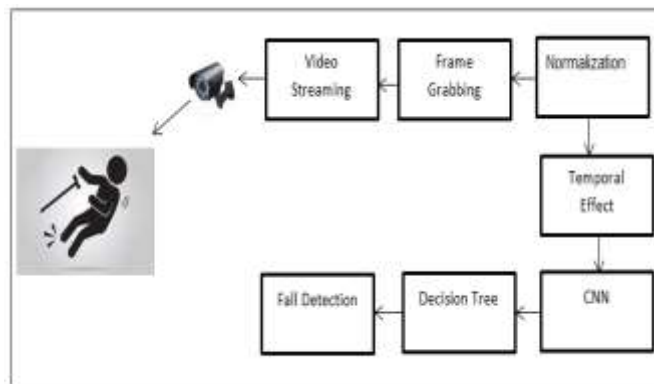 Video
Streaming
Frame
Grabbing
Normalization
Temporal
Effect
Fall Detection
Decision Tree
CNN